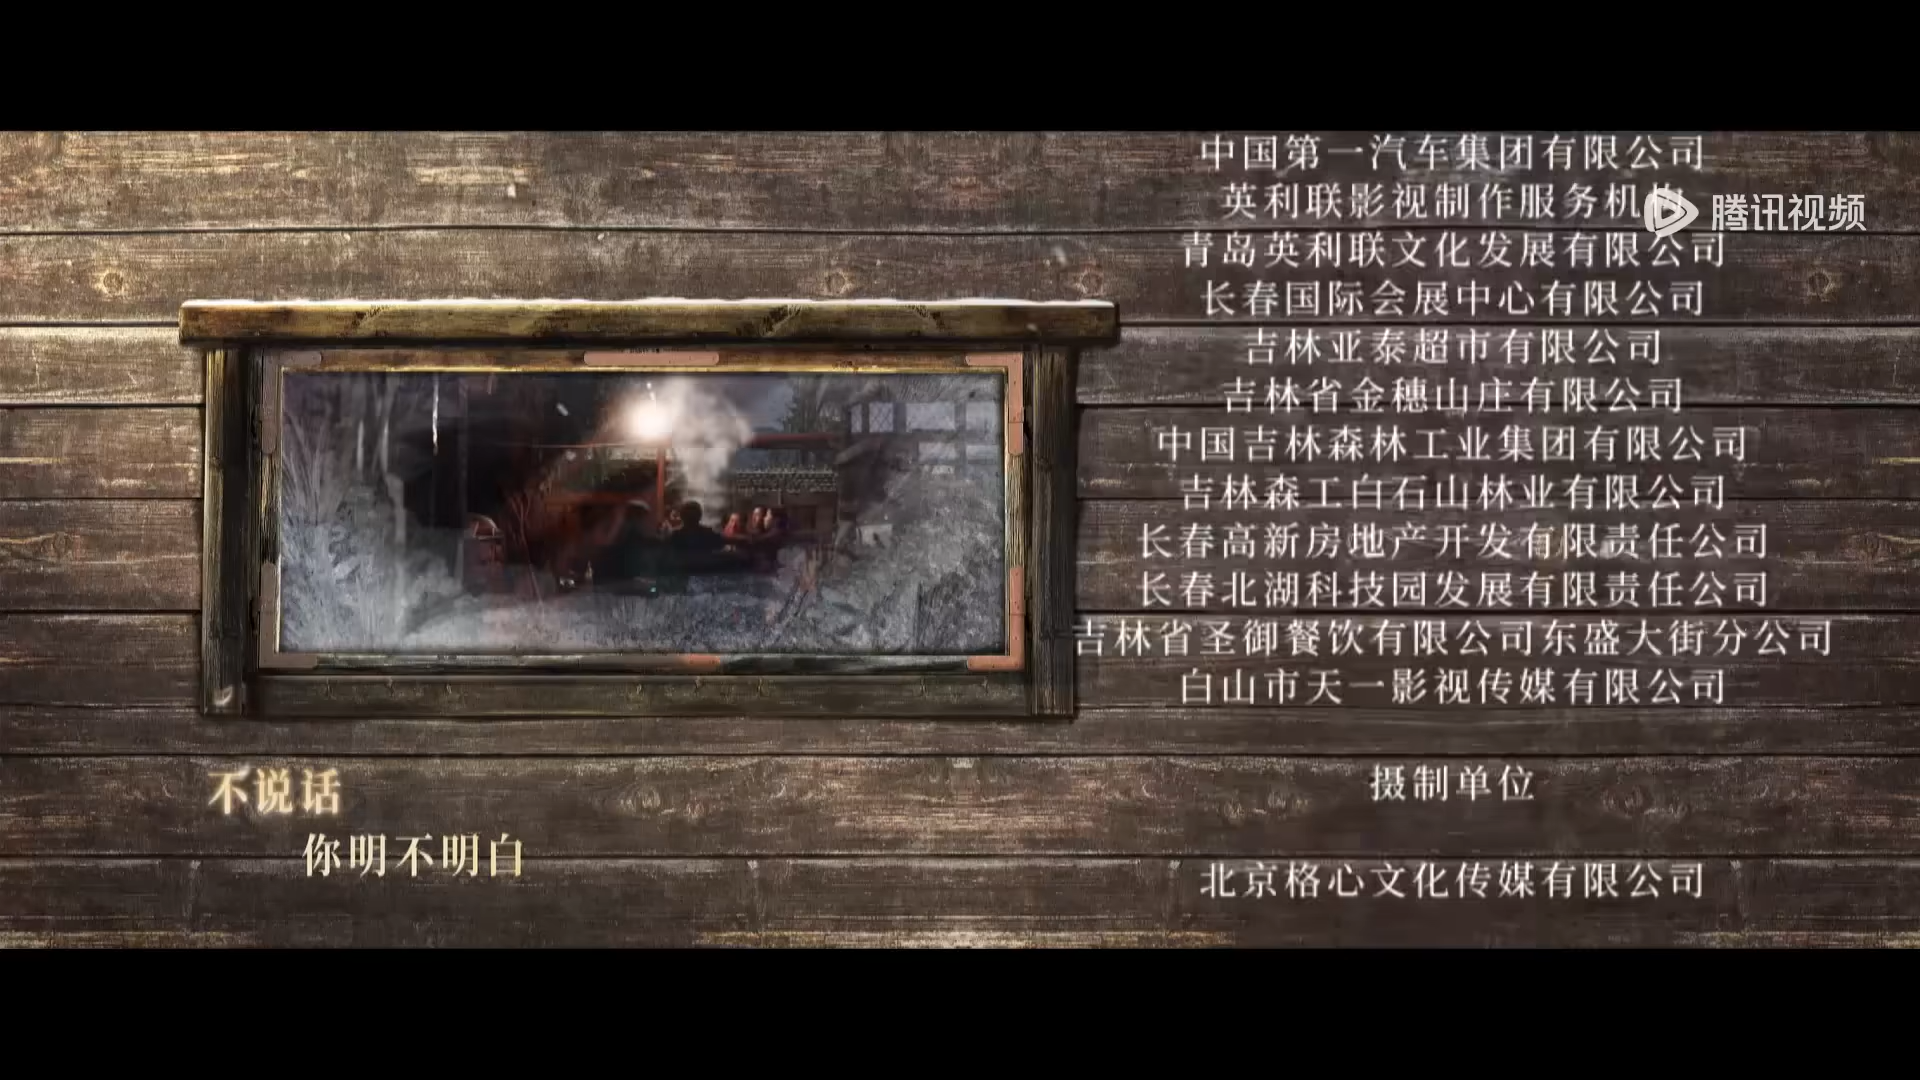 中国第一汽车集团有限公司
英利联影视制作服务机构
腾讯视频
青岛英利联文化发展有限公司
长春国际会展中心有限公司
吉林亚泰超市有限公司
吉林省金穗山庄有限公司
中国吉林森林工业集团有限公司
吉林森工白石山林业有限公司
长春高新房地产开发有限责任公司
长春北湖科技园发展有限责任公司
吉林省圣御餐饮有限公司东盛大街分公司
白山市天一影视传媒有限公司
摄制单位
北京格心文化传媒有限公司
不说话
你明不明白